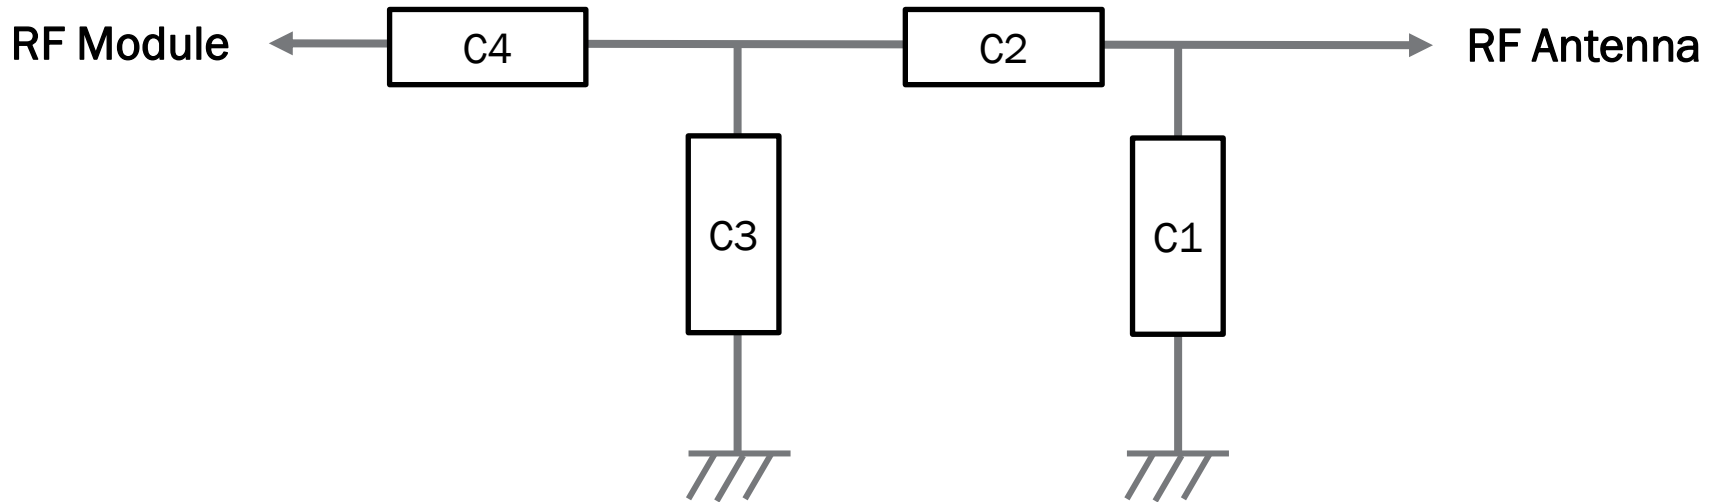 RF Module
C4
C2
RF Antenna
C3
C1